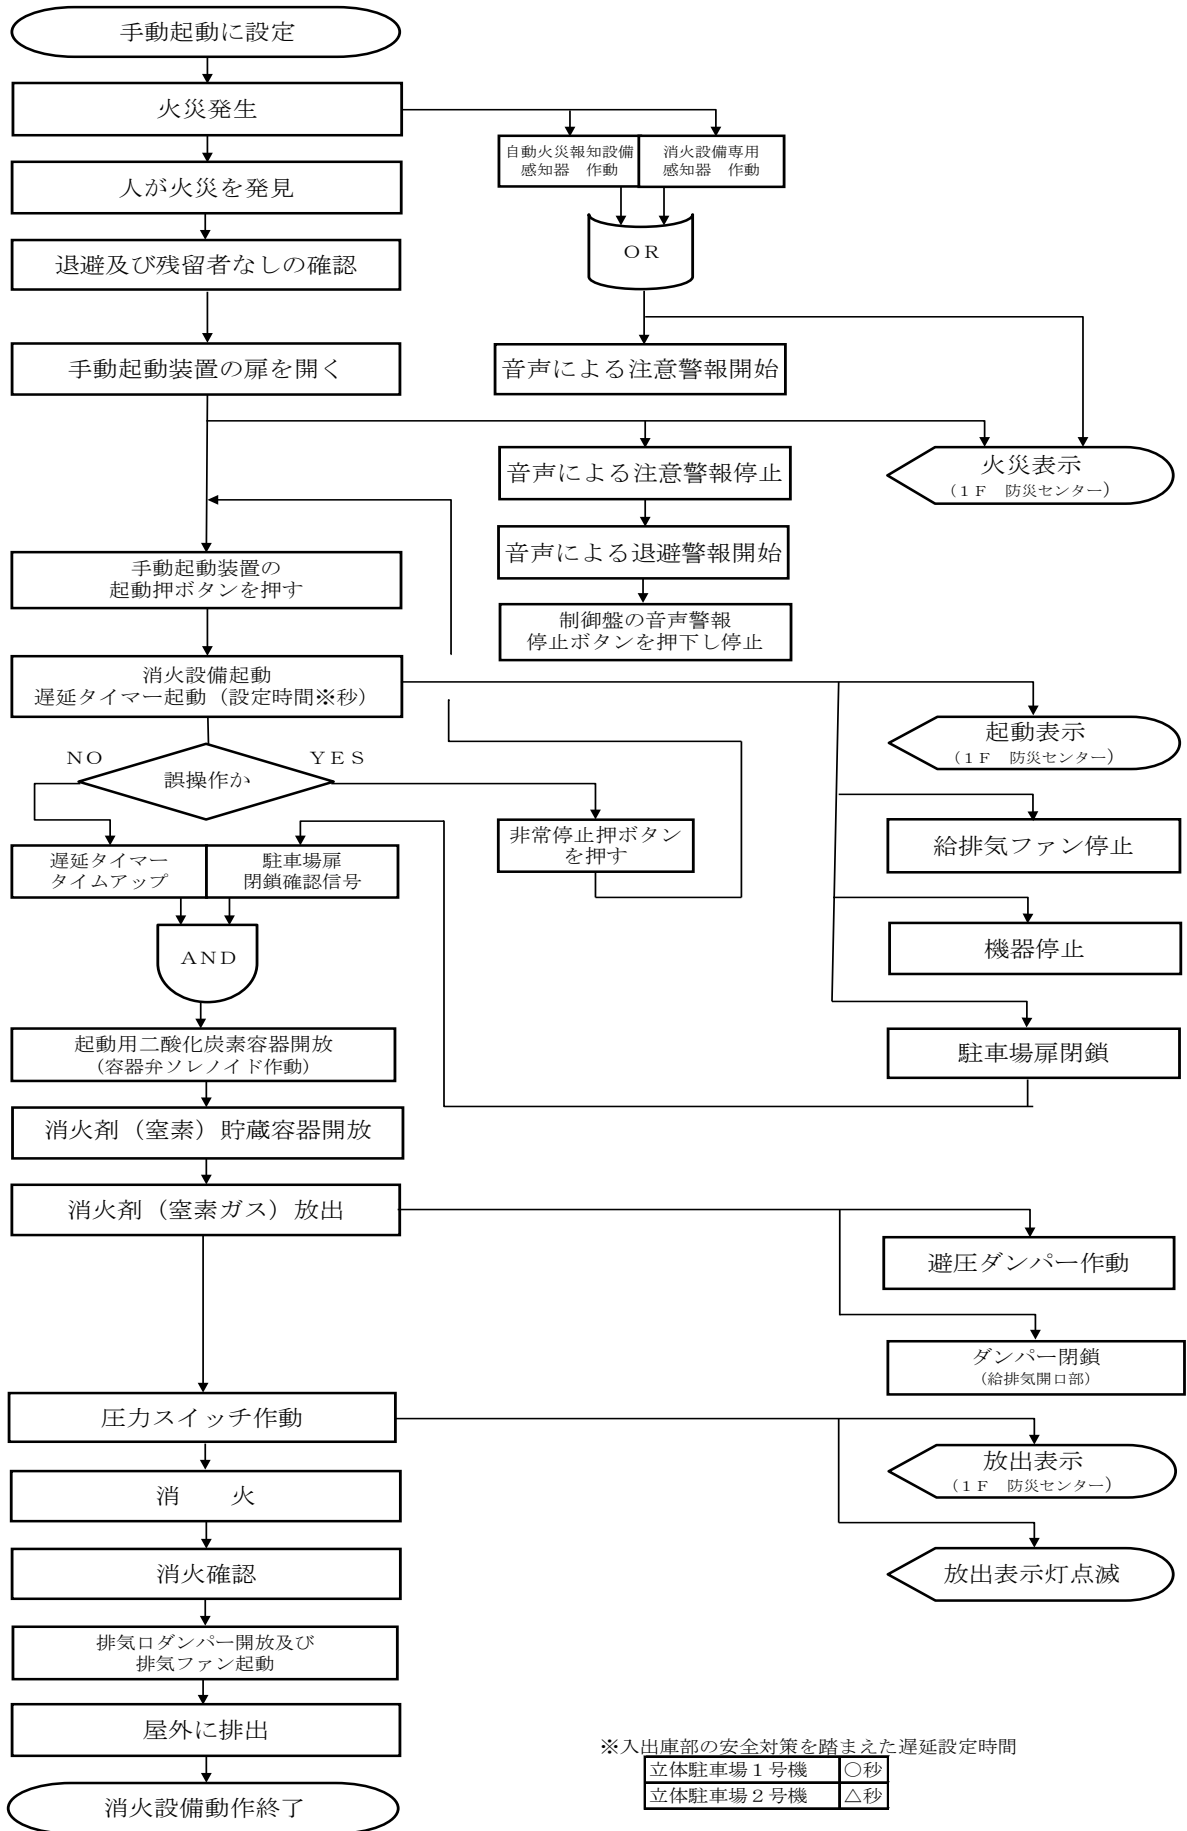 手動起動に設定
火災発生
自動火災報知設備
感知器　作動
消火設備専用
感知器　作動
人が火災を発見
OR
退避及び残留者なしの確認
手動起動装置の扉を開く
音声による注意警報開始
音声による注意警報停止
火災表示
（１Ｆ　防災センター）
音声による退避警報開始
手動起動装置の
起動押ボタンを押す
制御盤の音声警報
停止ボタンを押下し停止
消火設備起動
遅延タイマー起動（設定時間※秒）
起動表示
（１Ｆ　防災センター）
NO
YES
誤操作か
非常停止押ボタン
を押す
給排気ファン停止
遅延タイマー
タイムアップ
駐車場扉
閉鎖確認信号
機器停止
AND
起動用二酸化炭素容器開放
（容器弁ソレノイド作動）
駐車場扉閉鎖
消火剤（窒素）貯蔵容器開放
消火剤（窒素ガス）放出
避圧ダンパー作動
ダンパー閉鎖
（給排気開口部）
圧力スイッチ作動
放出表示
（１Ｆ　防災センター）
消　　火
消火確認
放出表示灯点滅
排気口ダンパー開放及び
排気ファン起動
屋外に排出
※入出庫部の安全対策を踏まえた遅延設定時間
立体駐車場１号機　○秒
立体駐車場２号機　△秒
消火設備動作終了